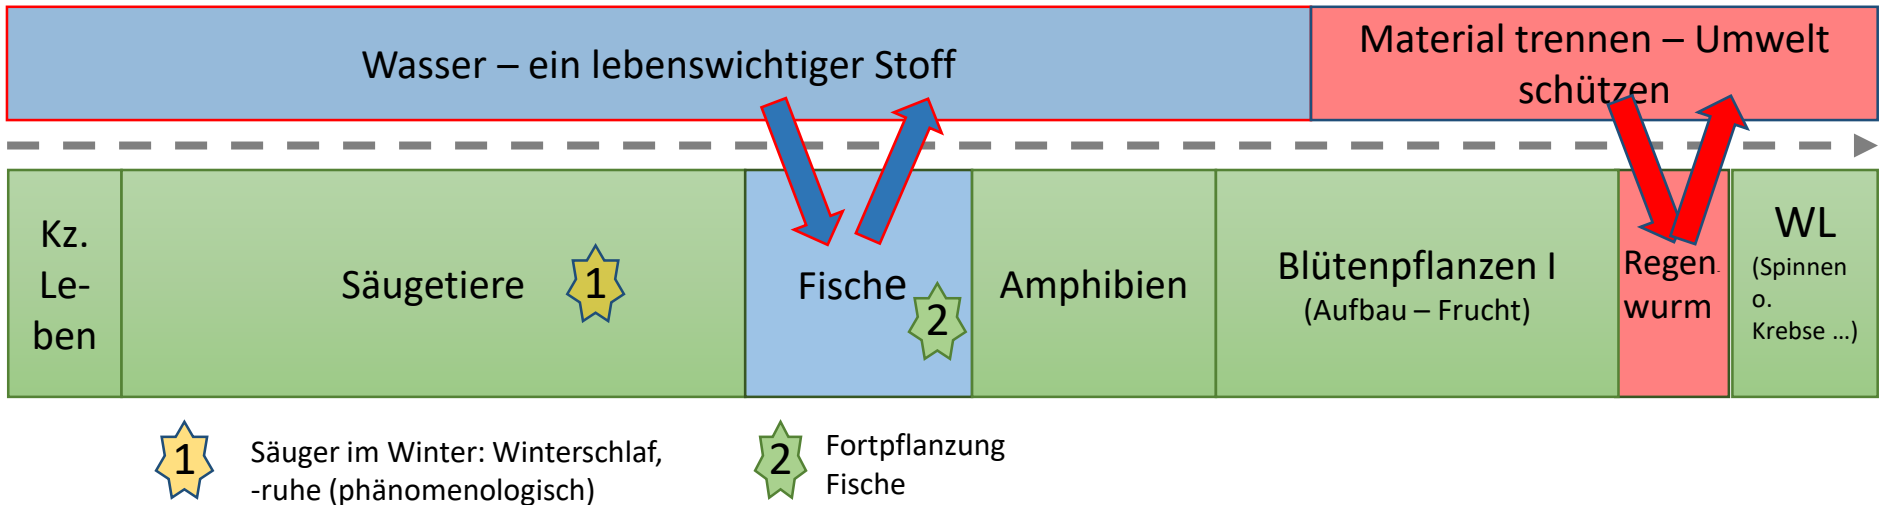 Wasser – ein lebenswichtiger Stoff
Material trennen – Umwelt
schützen
Kz.
Le-
ben
Säugetiere
1
Fische
2
Amphibien
Blütenpflanzen I
(Aufbau – Frucht)
Regen-
wurm
WL
(Spinnen
o.
Krebse ...)
1
Säuger im Winter: Winterschlaf,
-ruhe (phänomenologisch)
2
Fortpflanzung
Fische